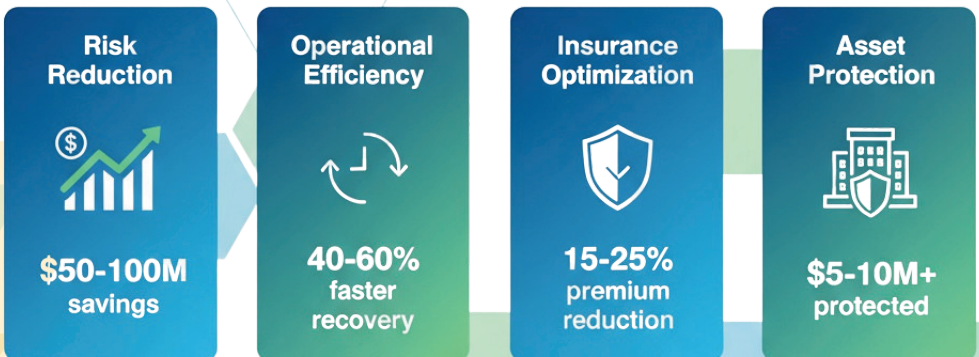 Risk
Reduction
$
$50-100M
savings
Operational
Efficiency
40-60%
faster
recovery
Insurance
Optimization
15-25%
premium
reduction
Asset
Protection
$5-10M+
protected